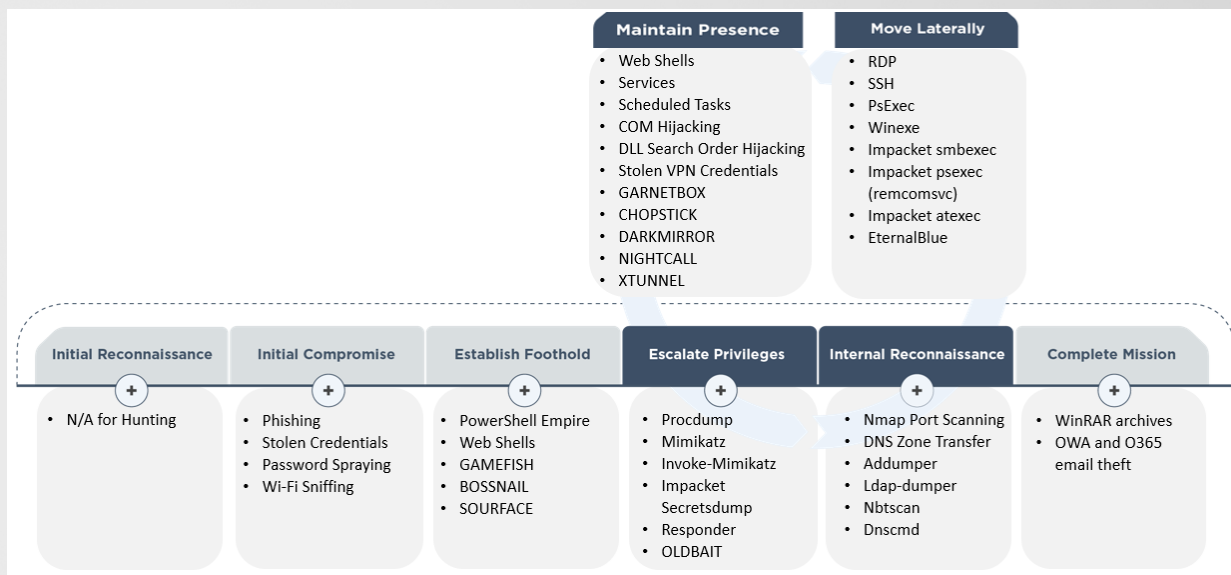 Maintain Presence
• Web Shells
• Services
• Scheduled Tasks
• COM Hijacking
• DLL Search Order Hijacking
• Stolen VPN Credentials
• GARNETBOX
• CHOPSTICK
• DARKMIRROR
• NIGHTCALL
• XTUNNEL
Move Laterally
• RDP
• SSH
• PsExec
• Winexe
• Impacket smbexec
• Impacket psexec
(remcomsvc)
• Impacket atexec
• EternalBlue
Initial Reconnaissance
+
• N/A for Hunting
Initial Compromise
+
• Phishing
• Stolen Credentials
• Password Spraying
• Wi-Fi Sniffing
Establish Foothold
+
• PowerShell Empire
• Web Shells
• GAMEFISH
• BOSSNAIL
• SOURFACE
Escalate Privileges
+
• Procdump
• Mimikatz
• Invoke-Mimikatz
• Impacket
Secretsdump
• Responder
• OLDBAIT
Internal Reconnaissance
+
• Nmap Port Scanning
• DNS Zone Transfer
• Addumper
• Ldap-dumper
• Nbtscan
• Dnscmd
Complete Mission
+
• WinRAR archives
• OWA and O365
email theft